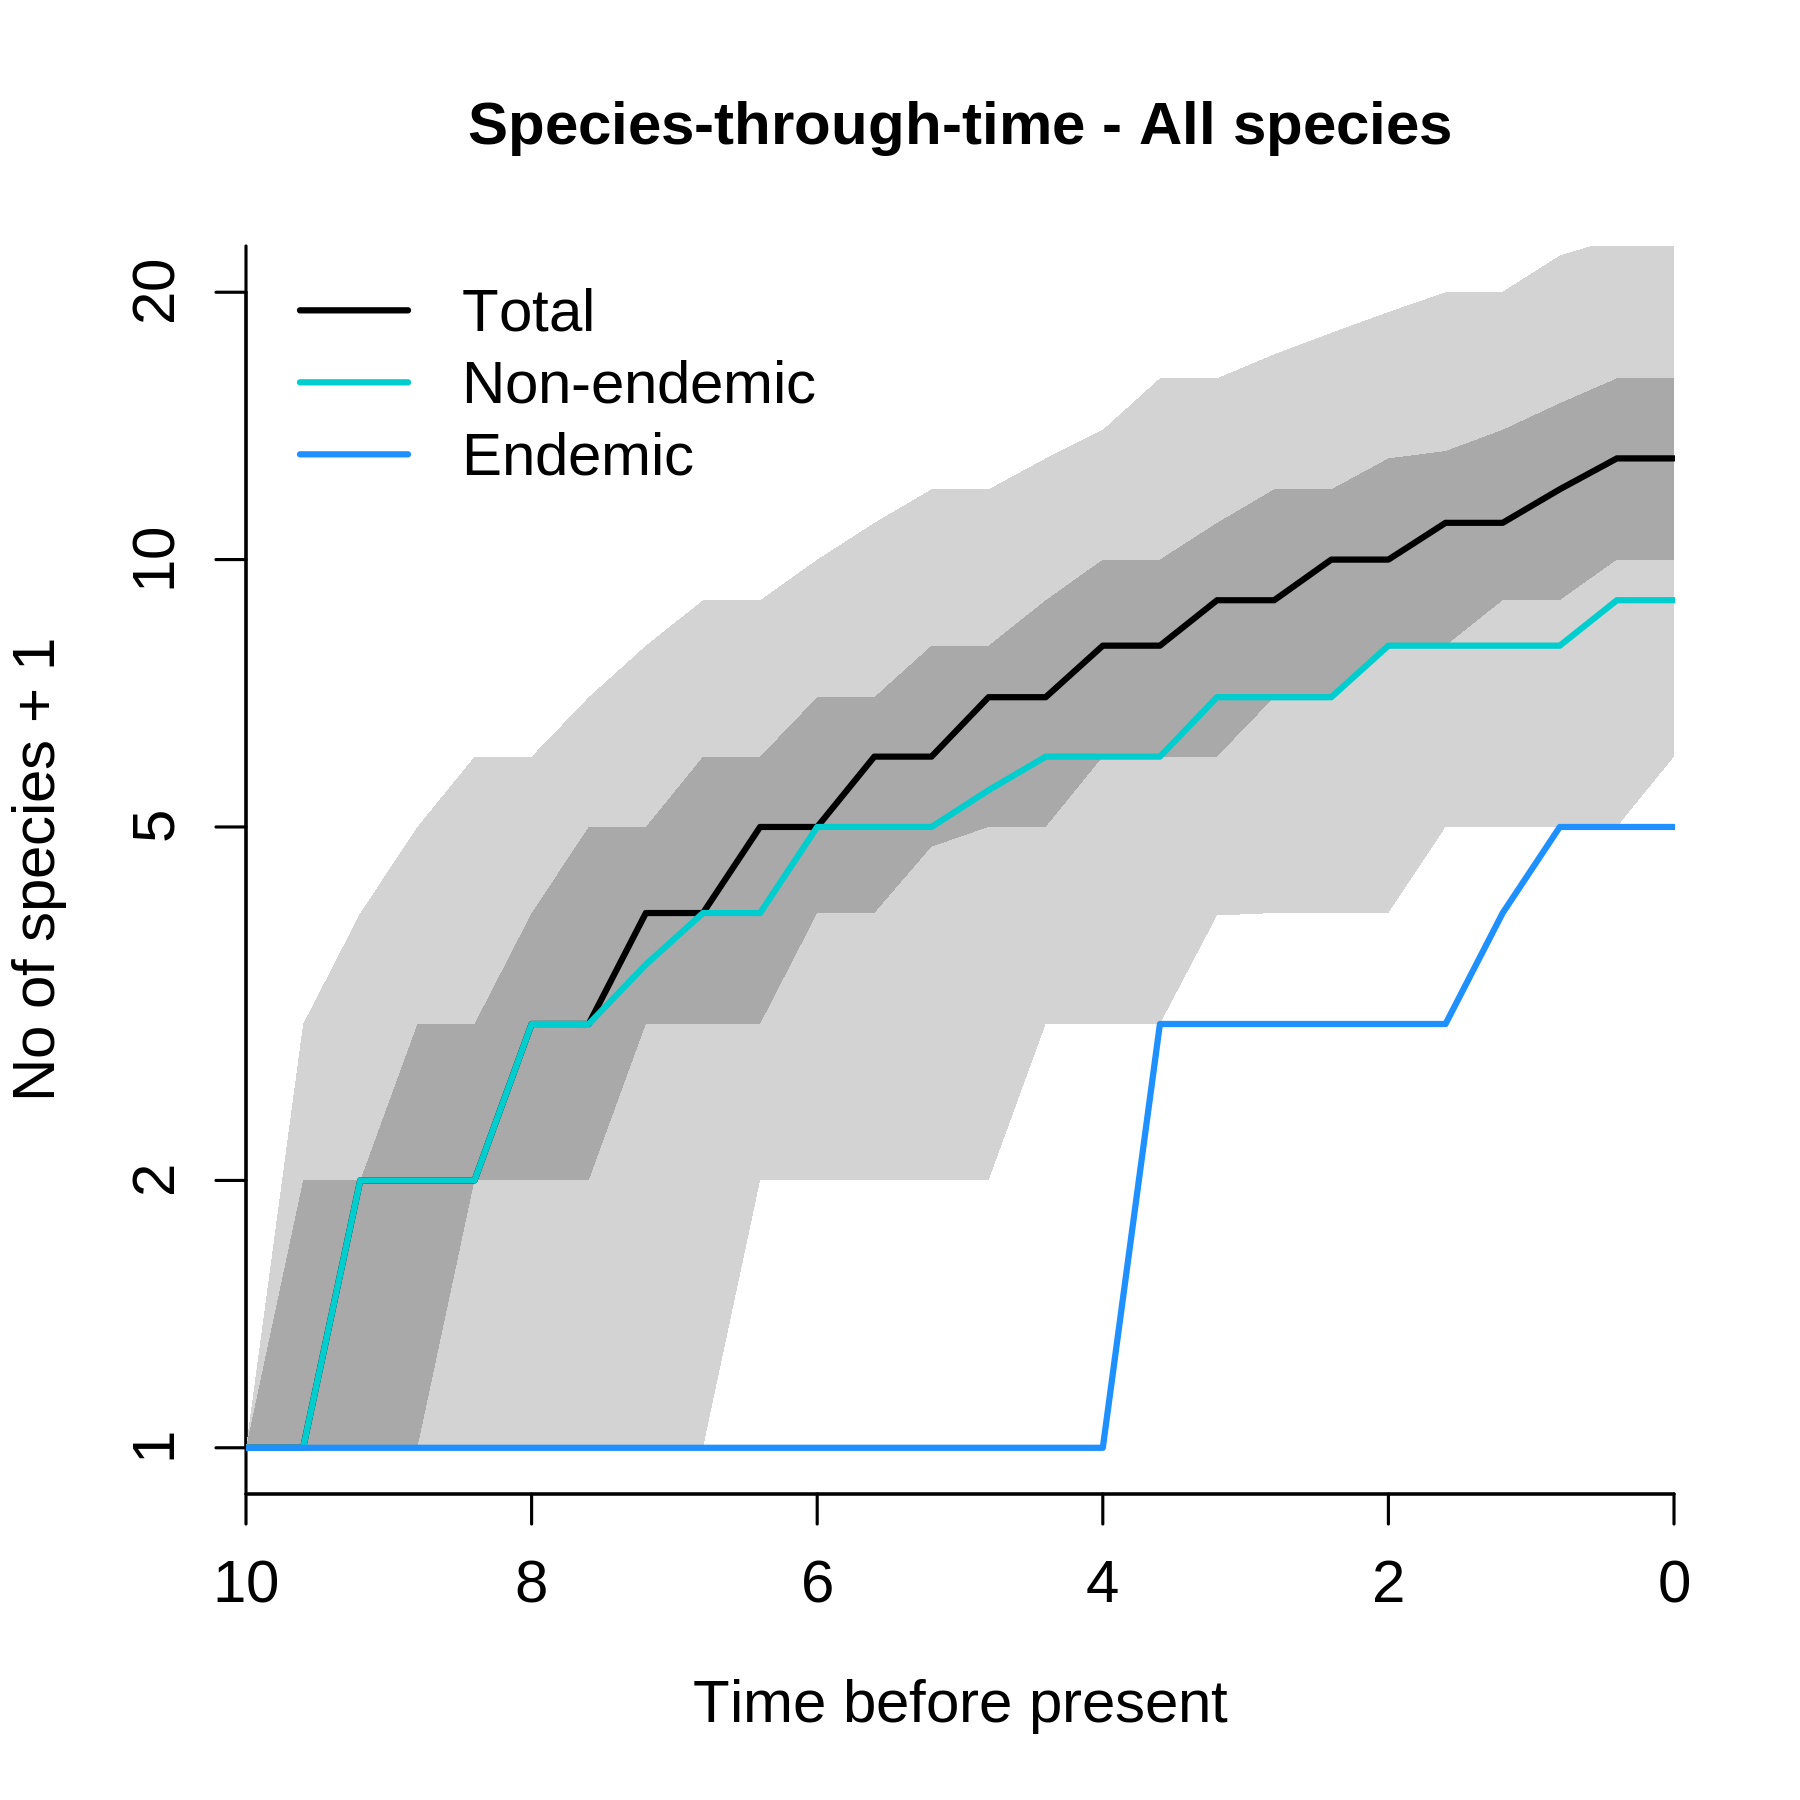 Species-through-time - All species
Total
Non-endemic
Endemic
No of species + 1
20
10
5
2
1
10 8 6 4 2 0
Time before present